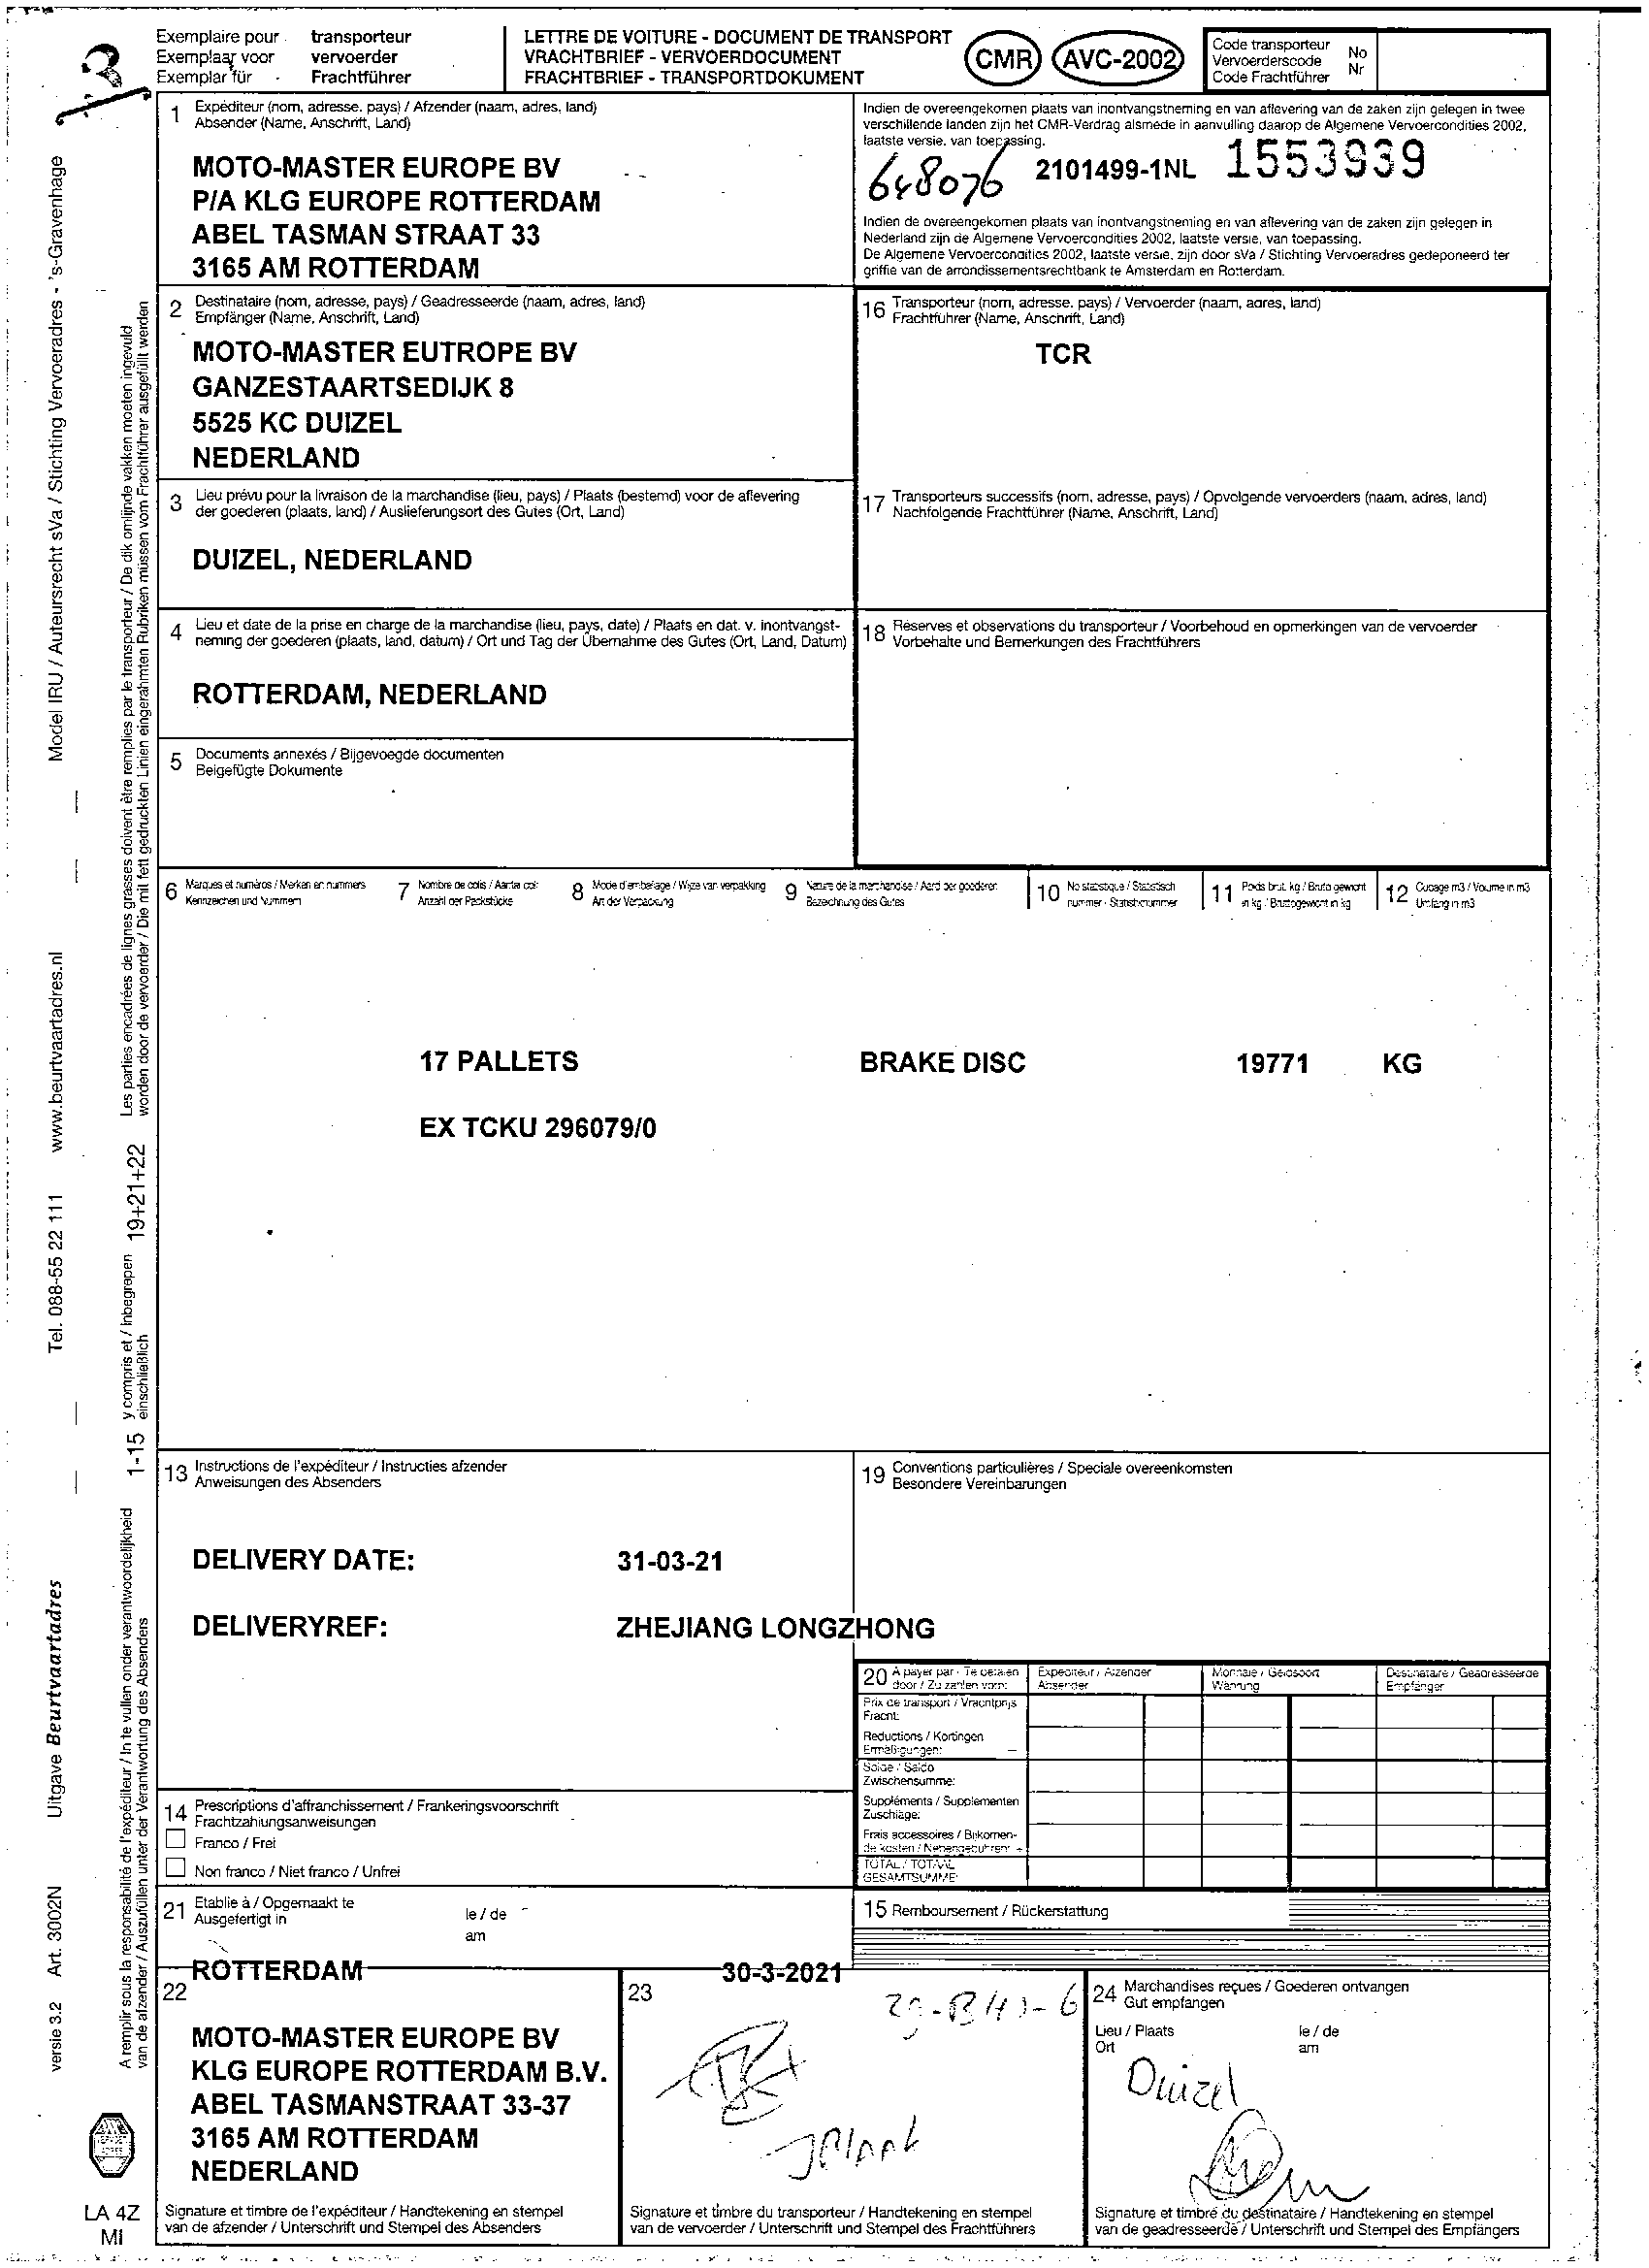 3
Exemplaire pour transporteur
Exemplaar voor vervoerder
Exemplar für Frachtführer
LETTRE DE VOITURE - DOCUMENT DE TRANSPORT
VRACHTBRIEF - VERVOERDOCUMENT
FRACHTBRIEF - TRANSPORTDOKUMENT
CMR AVC-2002
Code transporteur
Vervoerderscode
Code Frachtführer
No
Nr
1 Expéditeur (nom, adresse, pays) / Afzender (naam, adres, land)
Absender (Name, Anschrift, Land)
MOTO-MASTER EUROPE BV
P/A KLG EUROPE ROTTERDAM
ABEL TASMAN STRAAT 33
3165 AM ROTTERDAM
Indien de overeengekomen plaats van inontvangstneming en van aflevering van de zaken zijn gelegen in twee
verschillende landen zijn het CMR-Verdrag alsmede in aanvulling daarop de Algemene Vervoercondities 2002,
laatste versie, van toepassing.
648076 2101499-1NL 1553939
Indien de overeengekomen plaats van inontvangstneming en van aflevering van de zaken zijn gelegen in
Nederland zijn de Algemene Vervoercondities 2002, laatste versie, van toepassing.
De Algemene Vervoercondities 2002, laatste versie, zijn door sVa / Stichting Vervoeradres gedeponeerd ter
griffie van de arrondissementsrechtbank te Amsterdam en Rotterdam.
2 Destinataire (nom, adresse, pays) / Geadresseerde (naam, adres, land)
Empfänger (Name, Anschrift, Land)
MOTO-MASTER EUTROPE BV
GANZESTAARTSEDIJK 8
5525 KC DUIZEL
NEDERLAND
16 Transporteur (nom, adresse, pays) / Vervoerder (naam, adres, land)
Frachtführer (Name, Anschrift, Land)
TCR
3 Lieu prévu pour la livraison de la marchandise (lieu, pays) / Plaats (bestemd) voor de aflevering
der goederen (plaats, land) / Auslieferungsort des Gutes (Ort, Land)
DUIZEL, NEDERLAND
17 Transporteurs successifs (nom, adresse, pays) / Opvolgende vervoerders (naam, adres, land)
Nachfolgende Frachtführer (Name, Anschrift, Land)
4 Lieu et date de la prise en charge de la marchandise (lieu, pays, date) / Plaats en dat. v. inontvangst-
neming der goederen (plaats, land, datum) / Ort und Tag der Übernahme des Gutes (Ort, Land, Datum)
ROTTERDAM, NEDERLAND
18 Réserves et observations du transporteur / Voorbehoud en opmerkingen van de vervoerder
Vorbehalte und Bemerkungen des Frachtführers
5 Documents annexés / Bijgevoegde documenten
Beigefügte Dokumente
6 Marques et numéros / Merken en nummers
Kennzeichen und Nummern
7 Nombre de colis / Aantal colli
Anzahl der Packstücke
8 Mode d'emballage / Wijze van verpakking
Art der Verpackung
9 Nature de la marchandise / Aard der goederen
Bezeichnung des Gutes
10 No statistique / Statistisch
nummer - Statistiknummer
11 Poids brut, kg / Bruto gewicht
in kg / Bruttogewicht in kg
12 Cubage m3 / Volume in m3
Umfang in m3
17 PALLETS BRAKE DISC 19771 KG
EX TCKU 296079/0
13 Instructions de l'expéditeur / Instructies afzender
Anweisungen des Absenders
DELIVERY DATE: 31-03-21
DELIVERYREF: ZHEJIANG LONGZHONG
19 Conventions particulières / Speciale overeenkomsten
Besondere Vereinbarungen
20 A payer par - Te betalen
door / Zu zahlen vom:
Expediteur / Afzender
Absender
Monnaie / Geldsoort
Währung
Destinataire / Geadresseerde
Empfänger
Prix de transport / Vrachtprijs
Fracht:
Reductions / Kortingen
Ermäßigungen: –
Solde / Saldo
Zwischensumme:
Suppléments / Supplementen
Zuschläge:
Frais accessoires / Bijkomen-
de kosten / Nebengebühren: +
TOTAL / TOTAAL
GESAMTSUMME:
14 Prescriptions d'affranchissement / Frankeringsvoorschrift
Frachtzahlungsanweisungen
Franco / Frei
Non franco / Niet franco / Unfrei
21 Etablie à / Opgemaakt te
Ausgefertigt in
le / de
am
ROTTERDAM 30-3-2021
15 Remboursement / Rückerstattung
22
MOTO-MASTER EUROPE BV
KLG EUROPE ROTTERDAM B.V.
ABEL TASMANSTRAAT 33-37
3165 AM ROTTERDAM
NEDERLAND
Signature et timbre de l'expéditeur / Handtekening en stempel
van de afzender / Unterschrift und Stempel des Absenders
23
Signature et timbre du transporteur / Handtekening en stempel
van de vervoerder / Unterschrift und Stempel des Frachtführers
24 Marchandises reçues / Goederen ontvangen
Gut empfangen
Lieu / Plaats
Ort
le / de
am
Duizel
Signature et timbre du destinataire / Handtekening en stempel
van de geadresseerde / Unterschrift und Stempel des Empfängers
Model IRU / Auteursrecht sVa / Stichting Vervoeradres - 's-Gravenhage
www.beurtvaartadres.nl
Tel. 088-55 22 111
Uitgave Beurtvaartadres
Art. 3002N
versie 3.2
Les parties encadrées de lignes grasses doivent être remplies par le transporteur / De dik omlijnde vakken moeten ingevuld
worden door de vervoerder / Die mit fett gedruckten Linien eingerahmten Rubriken müssen vom Frachtführer ausgefüllt werden
19+21+22
y compris et / Inbegrepen
einschließlich
1-15
A remplir sous la responsabilité de l'expéditeur / In te vullen onder verantwoordelijkheid
van de afzender / Auszufüllen unter der Verantwortung des Absenders
LA 4Z
MI